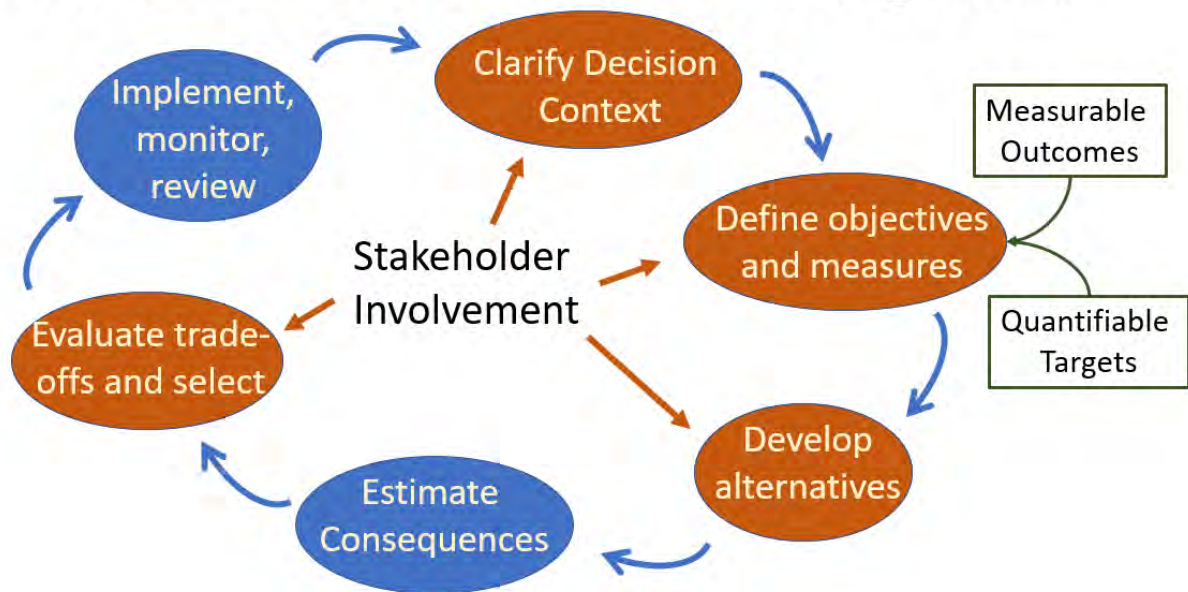 Clarify Decision
Context
Implement,
monitor,
review
Measurable
Outcomes
Define objectives
and measures
Stakeholder
Involvement
Quantifiable
Targets
Evaluate trade-
offs and select
Develop
alternatives
Estimate
Consequences